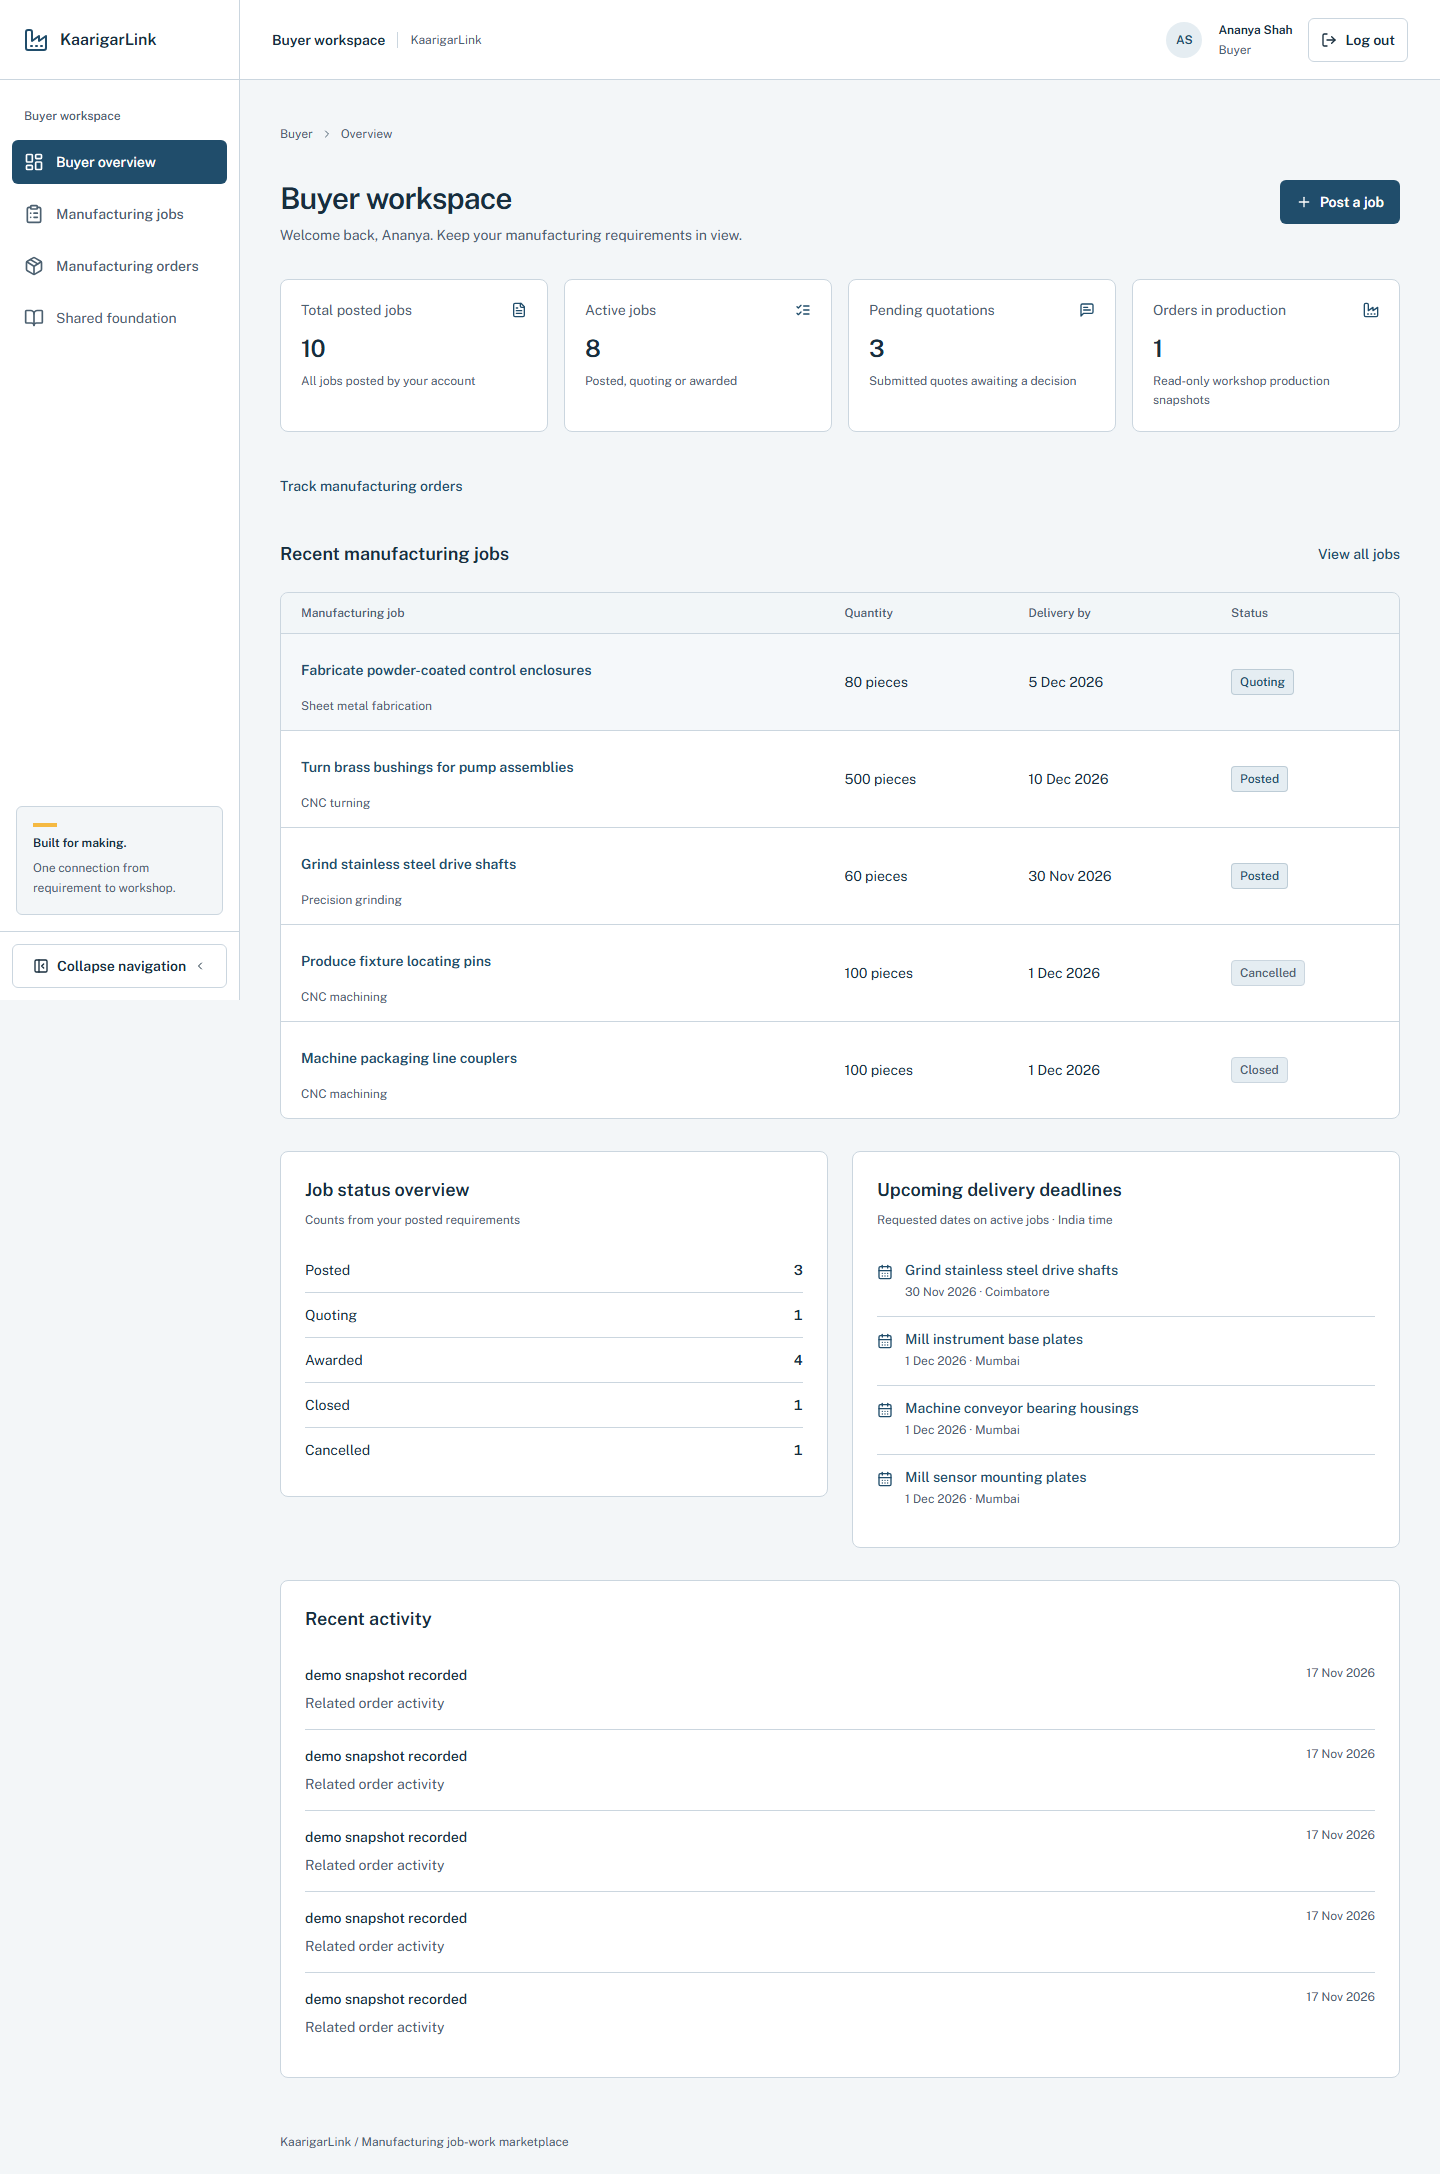 KaarigarLink
Buyer workspace
KaarigarLink
AS
Ananya Shah
Buyer
Log out
Buyer workspace
Buyer overview
Manufacturing jobs
Manufacturing orders
Shared foundation
Built for making.
One connection from
requirement to workshop.
Collapse navigation
Buyer
Overview
Buyer workspace
Welcome back, Ananya. Keep your manufacturing requirements in view.
Post a job
Total posted jobs
10
All jobs posted by your account
Active jobs
8
Posted, quoting or awarded
Pending quotations
3
Submitted quotes awaiting a decision
Orders in production
1
Read-only workshop production
snapshots
Track manufacturing orders
Recent manufacturing jobs
View all jobs
Manufacturing job Quantity Delivery by Status
Fabricate powder-coated control enclosures
Sheet metal fabrication
80 pieces
5 Dec 2026
Quoting
Turn brass bushings for pump assemblies
CNC turning
500 pieces
10 Dec 2026
Posted
Grind stainless steel drive shafts
Precision grinding
60 pieces
30 Nov 2026
Posted
Produce fixture locating pins
CNC machining
100 pieces
1 Dec 2026
Cancelled
Machine packaging line couplers
CNC machining
100 pieces
1 Dec 2026
Closed
Job status overview
Counts from your posted requirements
Posted 3
Quoting 1
Awarded 4
Closed 1
Cancelled 1
Upcoming delivery deadlines
Requested dates on active jobs · India time
Grind stainless steel drive shafts
30 Nov 2026 · Coimbatore
Mill instrument base plates
1 Dec 2026 · Mumbai
Machine conveyor bearing housings
1 Dec 2026 · Mumbai
Mill sensor mounting plates
1 Dec 2026 · Mumbai
Recent activity
demo snapshot recorded 17 Nov 2026
Related order activity
demo snapshot recorded 17 Nov 2026
Related order activity
demo snapshot recorded 17 Nov 2026
Related order activity
demo snapshot recorded 17 Nov 2026
Related order activity
demo snapshot recorded 17 Nov 2026
Related order activity
KaarigarLink / Manufacturing job-work marketplace